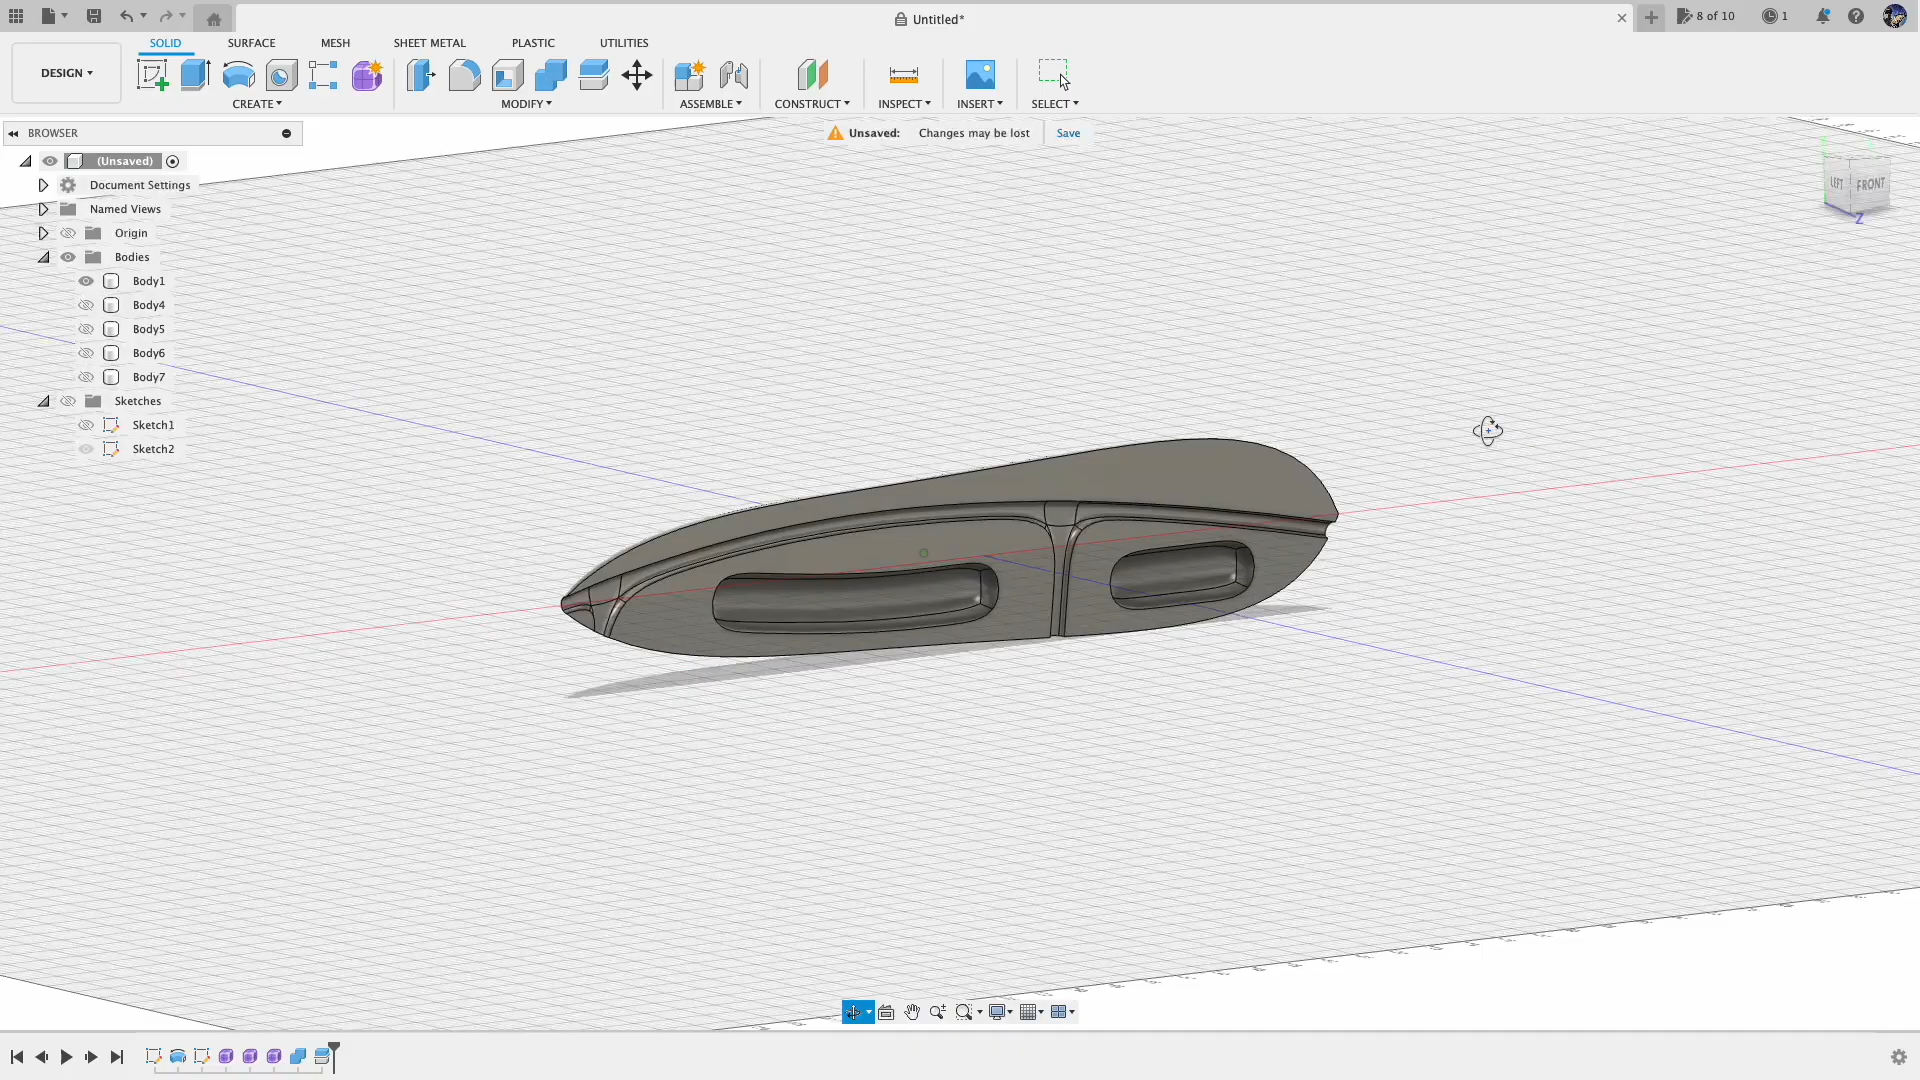 Untitled*
8 of 10
1
DESIGN
SOLID
SURFACE
MESH
SHEET METAL
PLASTIC
UTILITIES
CREATE
MODIFY
ASSEMBLE
CONSTRUCT
INSPECT
INSERT
SELECT
BROWSER
Unsaved: Changes may be lost Save
(Unsaved)
Document Settings
Named Views
Origin
Bodies
Body1
Body4
Body5
Body6
Body7
Sketches
Sketch1
Sketch2
LEFT
FRONT
Z